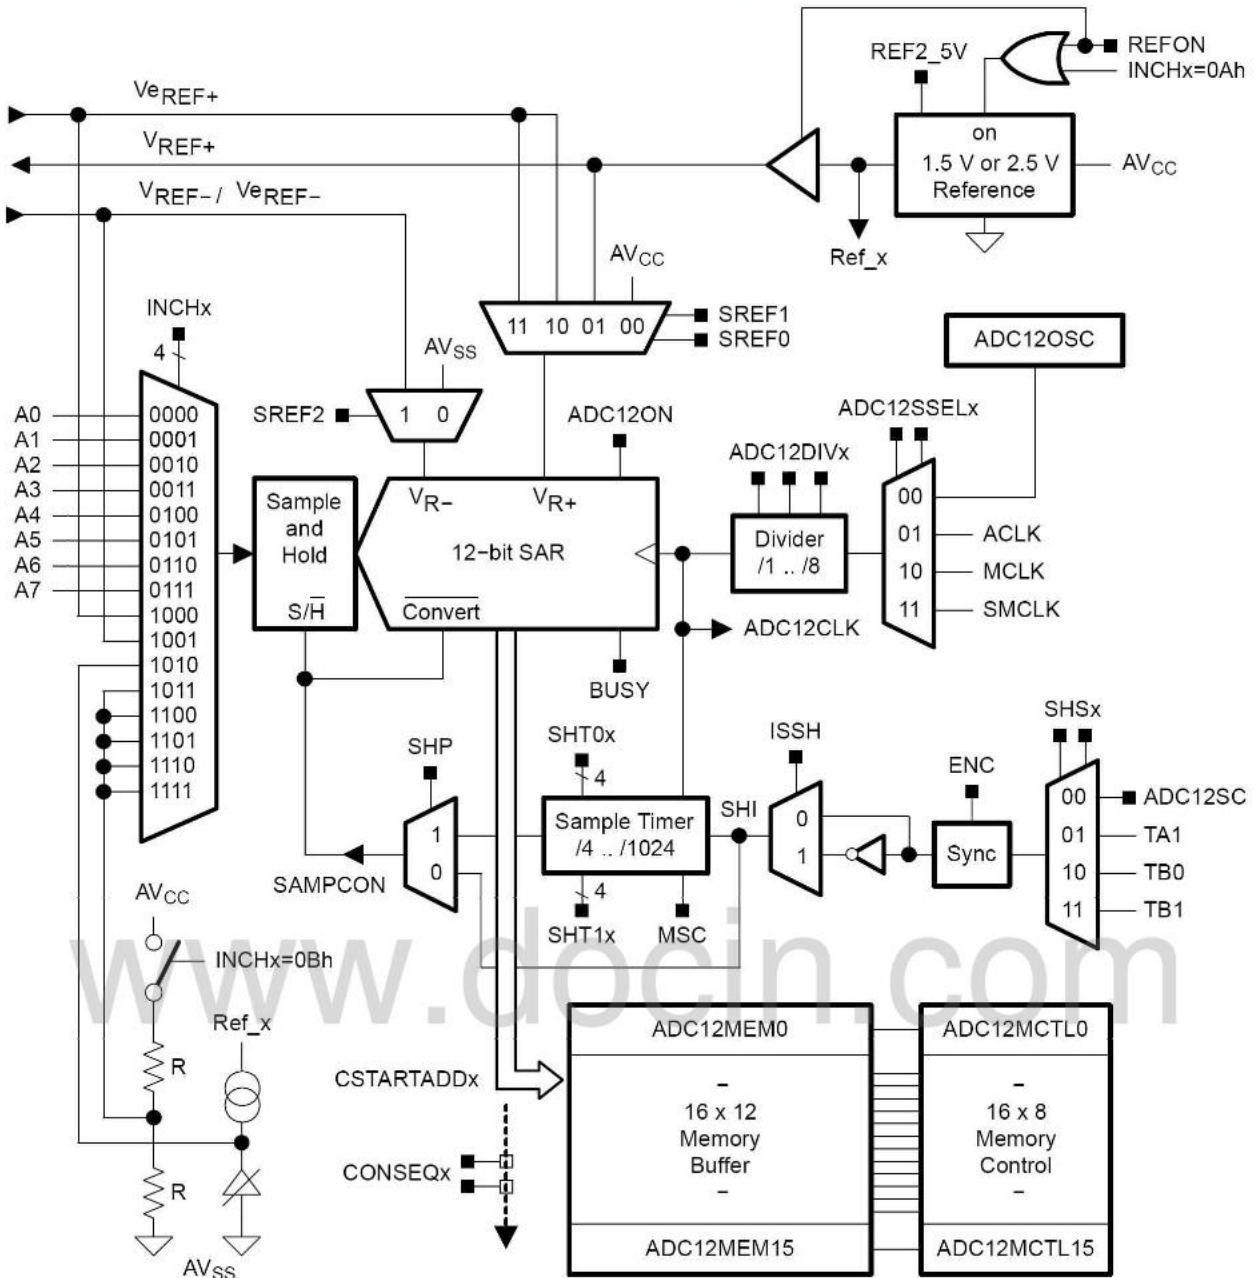 REFON
REF2_5V
INCHx=0Ah
VeREF+
on
1.5 V or 2.5 V
Reference
AVCC
VREF+
VREF− / VeREF−
Ref_x
AVCC
INCHx
4
11 10 01 00
SREF1
SREF0
ADC12OSC
AVSS
SREF2
1 0
ADC12ON
ADC12SSELx
A0
A1
A2
A3
A4
A5
A6
A7
0000
0001
0010
0011
0100
0101
0110
0111
1000
1001
1010
1011
1100
1101
1110
1111
Sample
and
Hold
S/H
VR−
VR+
12−bit SAR
Convert
ADC12DIVx
Divider
/1 .. /8
00
01
10
11
ACLK
MCLK
SMCLK
ADC12CLK
BUSY
SHP
1
0
SAMPCON
SHT0x
4
Sample Timer
/4 .. /1024
4
SHT1x
MSC
SHI
ISSH
0
1
ENC
Sync
SHSx
00
01
10
11
ADC12SC
TA1
TB0
TB1
AVCC
INCHx=0Bh
www.docin.com
Ref_x
R
R
AVSS
CSTARTADDx
CONSEQx
ADC12MEM0
–
16 x 12
Memory
Buffer
–
ADC12MEM15
ADC12MCTL0
–
16 x 8
Memory
Control
–
ADC12MCTL15